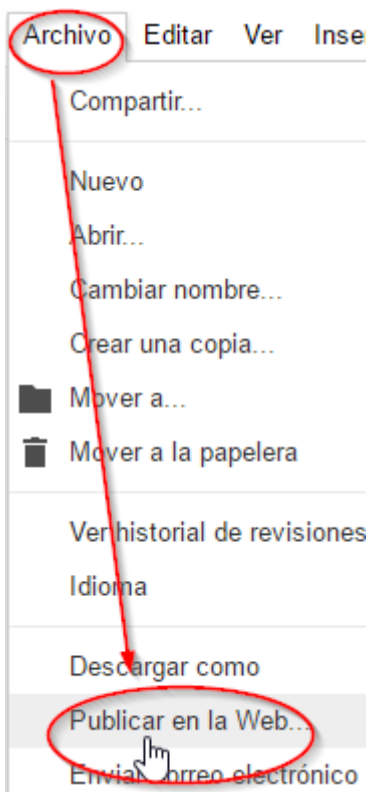 Archivo Editar Ver Inse
Compartir...
Nuevo
Abrir...
Cambiar nombre...
Crear una copia...
Mover a...
Mover a la papelera
Ver historial de revisiones
Idioma
Descargar como
Publicar en la Web...
Enviar correo electrónico